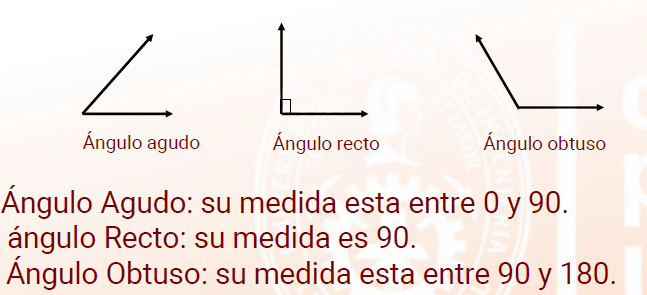 Ángulo agudo Ángulo recto Ángulo obtuso
Ángulo Agudo: su medida esta entre 0 y 90.
ángulo Recto: su medida es 90.
Ángulo Obtuso: su medida esta entre 90 y 180.